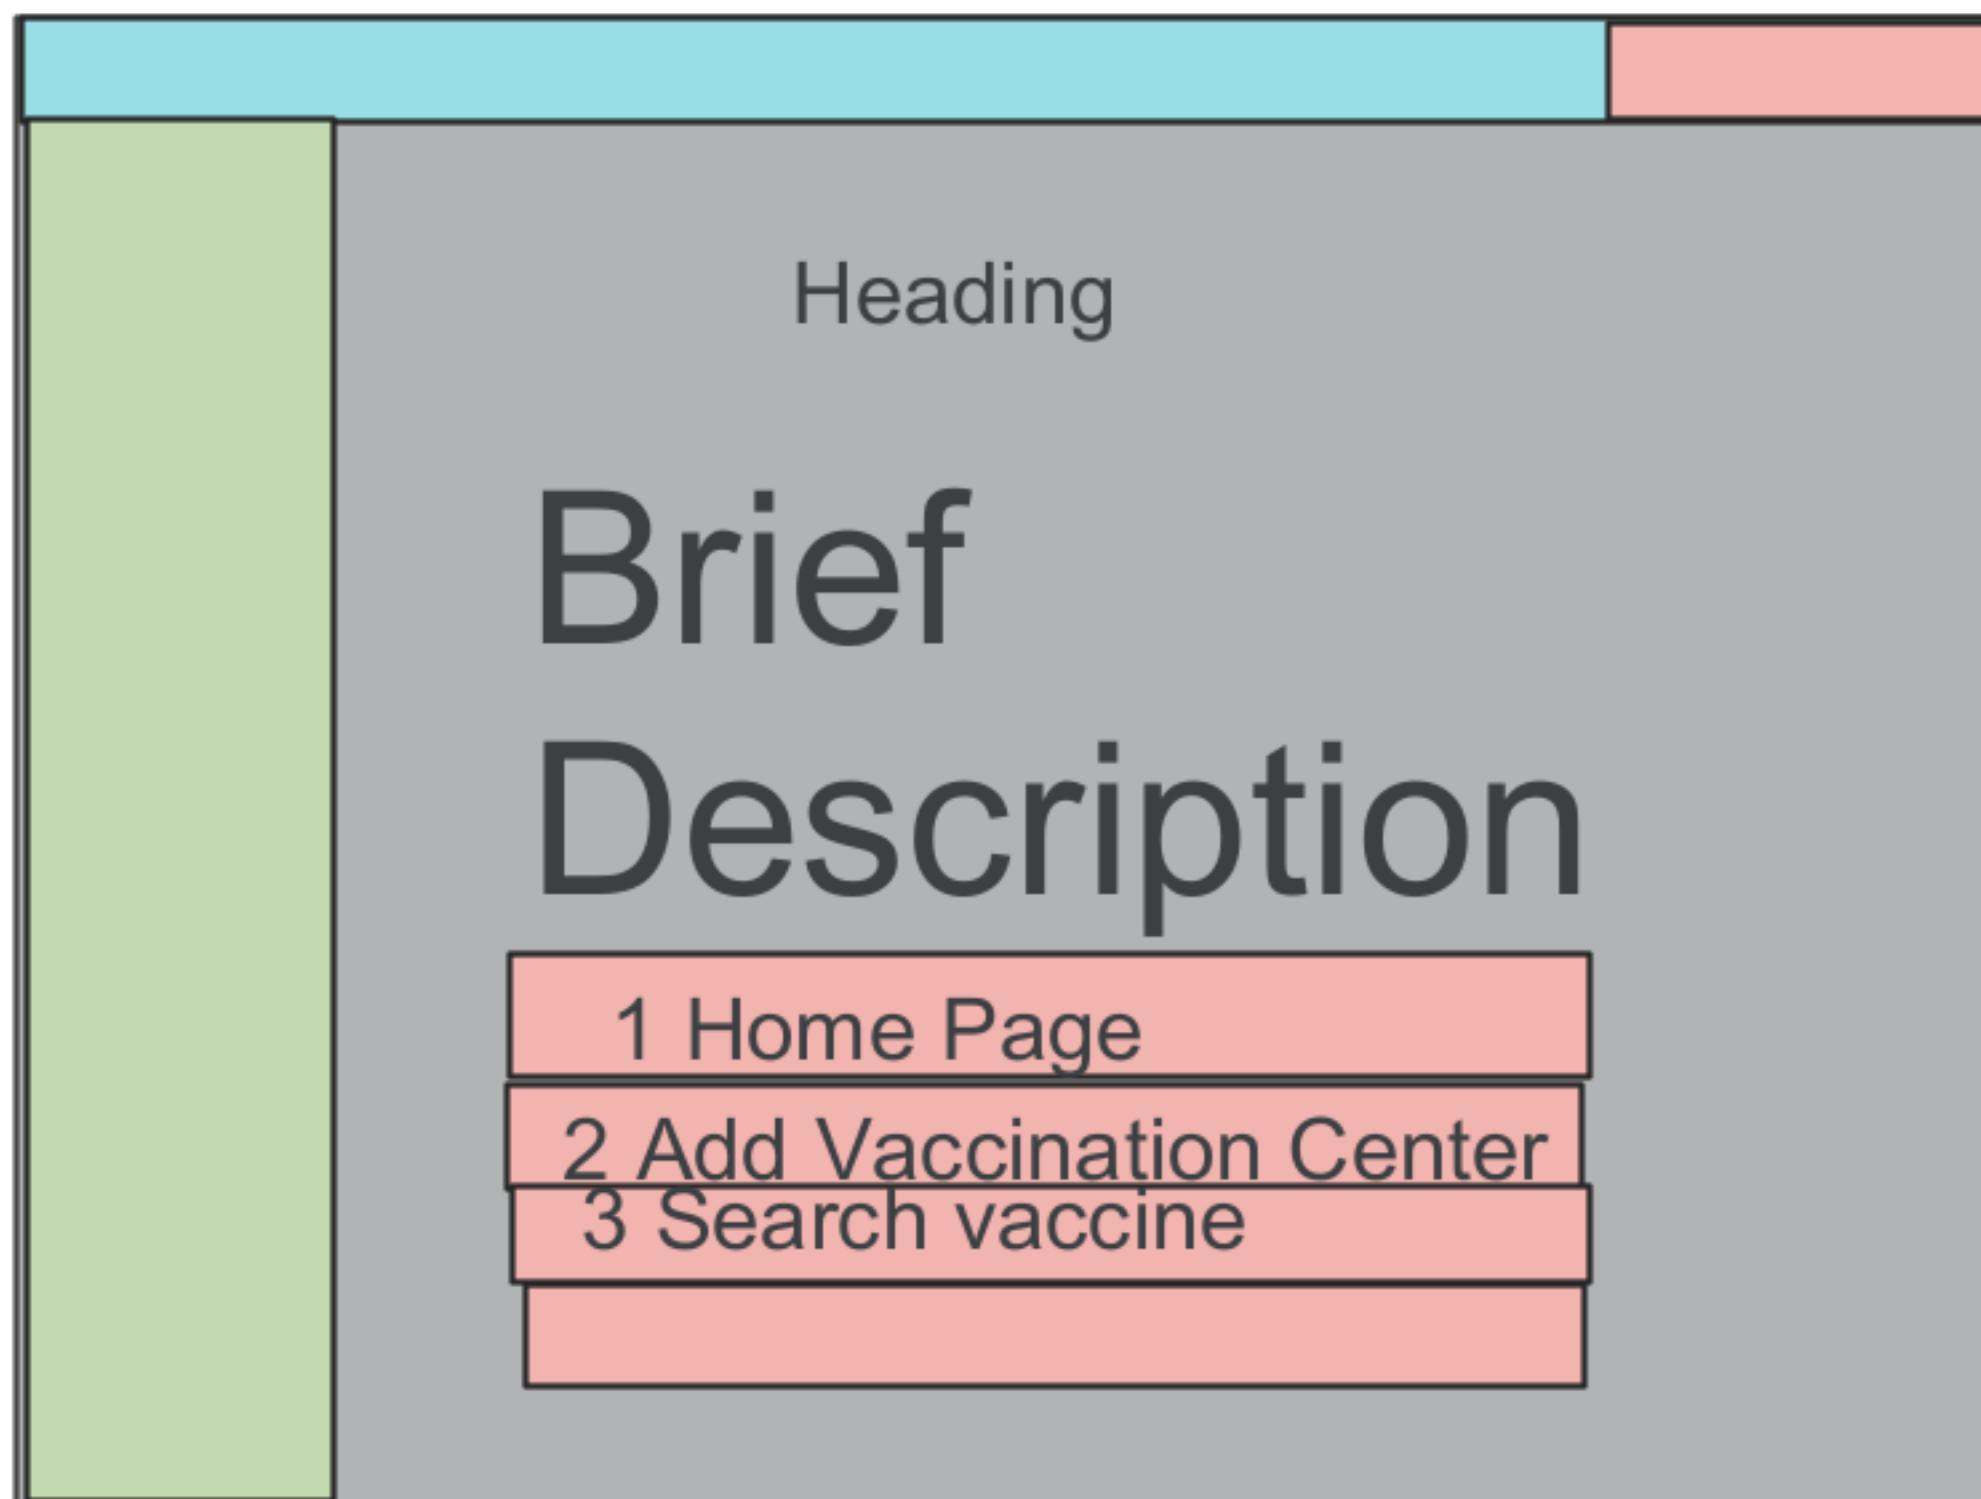 Heading
Brief
Description
1 Home Page
2 Add Vaccination Center
3 Search vaccine